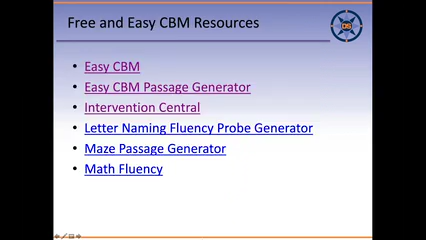 Free and Easy CBM Resources
Easy CBM
Easy CBM Passage Generator
Intervention Central
Letter Naming Fluency Probe Generator
Maze Passage Generator
Math Fluency